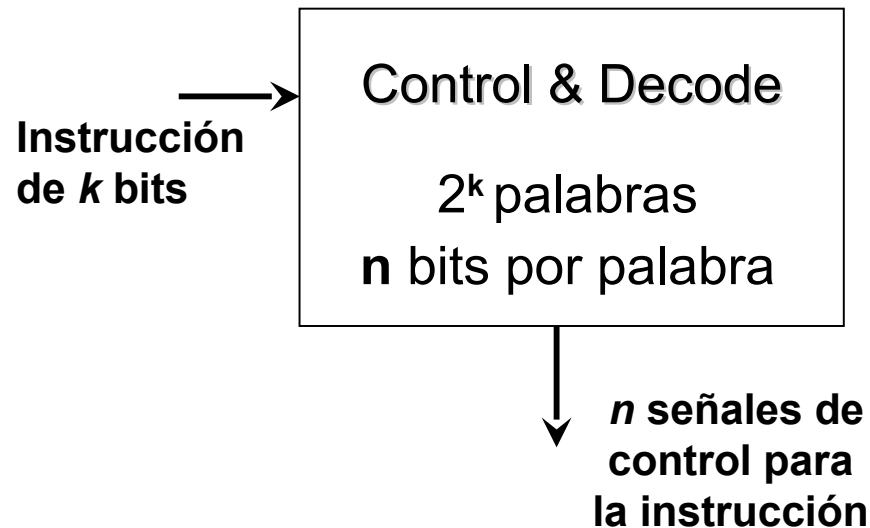 Control & Decode
Instrucción
de k bits
2ᵏ palabras
n bits por palabra
n señales de
control para
la instrucción